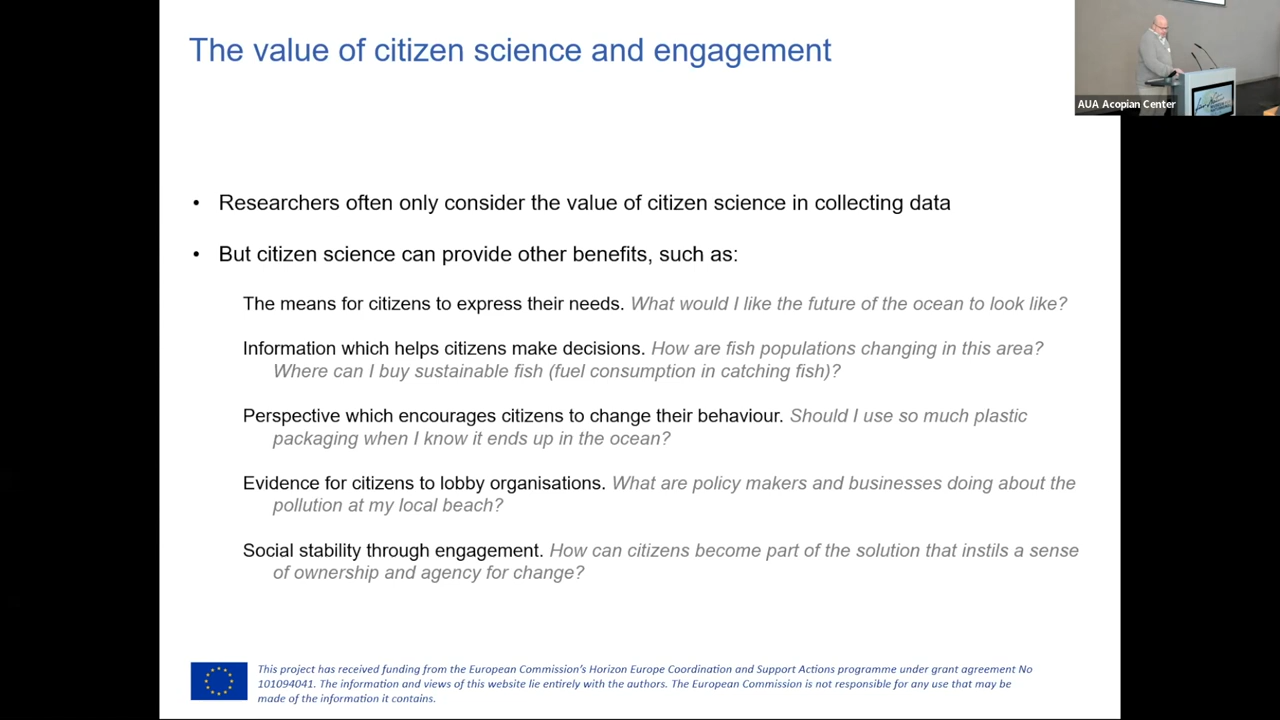 The value of citizen science and engagement
AUA Acopian Center
• Researchers often only consider the value of citizen science in collecting data
• But citizen science can provide other benefits, such as:
The means for citizens to express their needs. What would I like the future of the ocean to look like?
Information which helps citizens make decisions. How are fish populations changing in this area?
Where can I buy sustainable fish (fuel consumption in catching fish)?
Perspective which encourages citizens to change their behaviour. Should I use so much plastic
packaging when I know it ends up in the ocean?
Evidence for citizens to lobby organisations. What are policy makers and businesses doing about the
pollution at my local beach?
Social stability through engagement. How can citizens become part of the solution that instils a sense
of ownership and agency for change?
This project has received funding from the European Commission's Horizon Europe Coordination and Support Actions programme under grant agreement No
101094041. The information and views of this website lie entirely with the authors. The European Commission is not responsible for any use that may be
made of the information it contains.